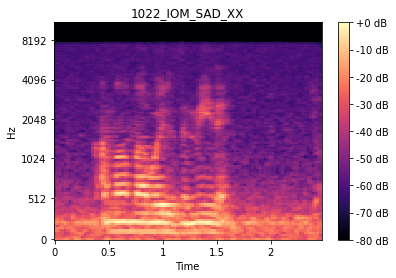 1022_IOM_SAD_XX
Hz
8192
4096
2048
1024
512
0
0
0.5
1
1.5
2
Time
+0 dB
-10 dB
-20 dB
-30 dB
-40 dB
-50 dB
-60 dB
-70 dB
-80 dB